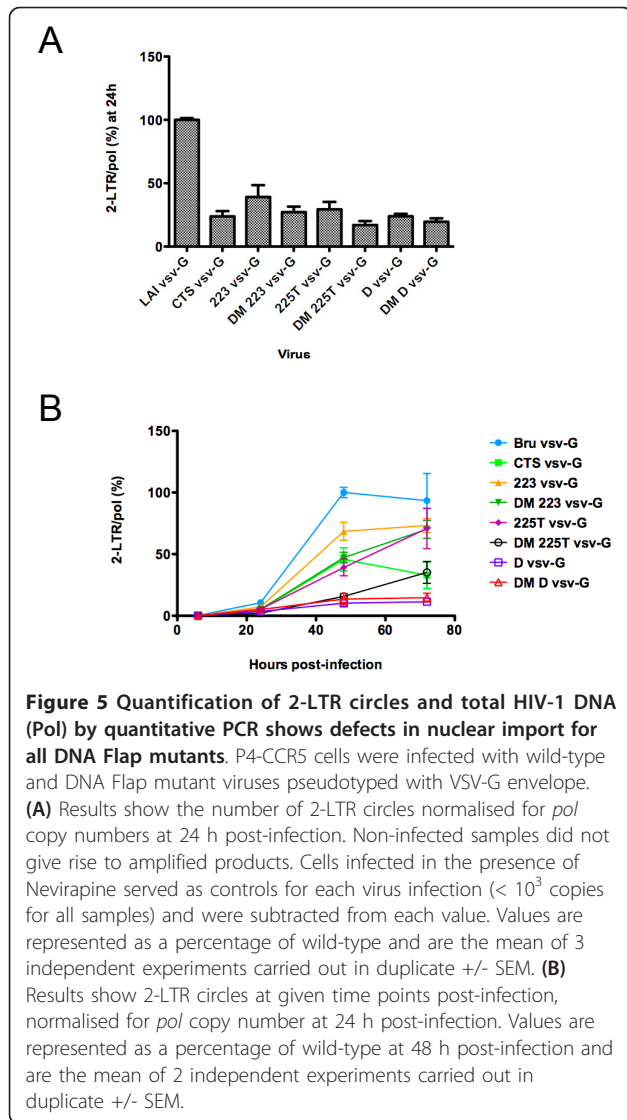 A
2-LTR/pol (%) at 24h
150
100
50
0
LAI vsv-G
CTS vsv-G
223 vsv-G
DM 223 vsv-G
225T vsv-G
DM 225T vsv-G
D vsv-G
DM D vsv-G
Virus
B
2-LTR/pol (%)
150
100
50
0
0
20
40
60
80
Hours post-infection
Bru vsv-G
CTS vsv-G
223 vsv-G
DM 223 vsv-G
225T vsv-G
DM 225T vsv-G
D vsv-G
DM D vsv-G
Figure 5 Quantification of 2-LTR circles and total HIV-1 DNA
(Pol) by quantitative PCR shows defects in nuclear import for
all DNA Flap mutants. P4-CCR5 cells were infected with wild-type
and DNA Flap mutant viruses pseudotyped with VSV-G envelope.
(A) Results show the number of 2-LTR circles normalised for pol
copy numbers at 24 h post-infection. Non-infected samples did not
give rise to amplified products. Cells infected in the presence of
Nevirapine served as controls for each virus infection (< 10³ copies
for all samples) and were subtracted from each value. Values are
represented as a percentage of wild-type and are the mean of 3
independent experiments carried out in duplicate +/- SEM. (B)
Results show 2-LTR circles at given time points post-infection,
normalised for pol copy number at 24 h post-infection. Values are
represented as a percentage of wild-type at 48 h post-infection and
are the mean of 2 independent experiments carried out in
duplicate +/- SEM.